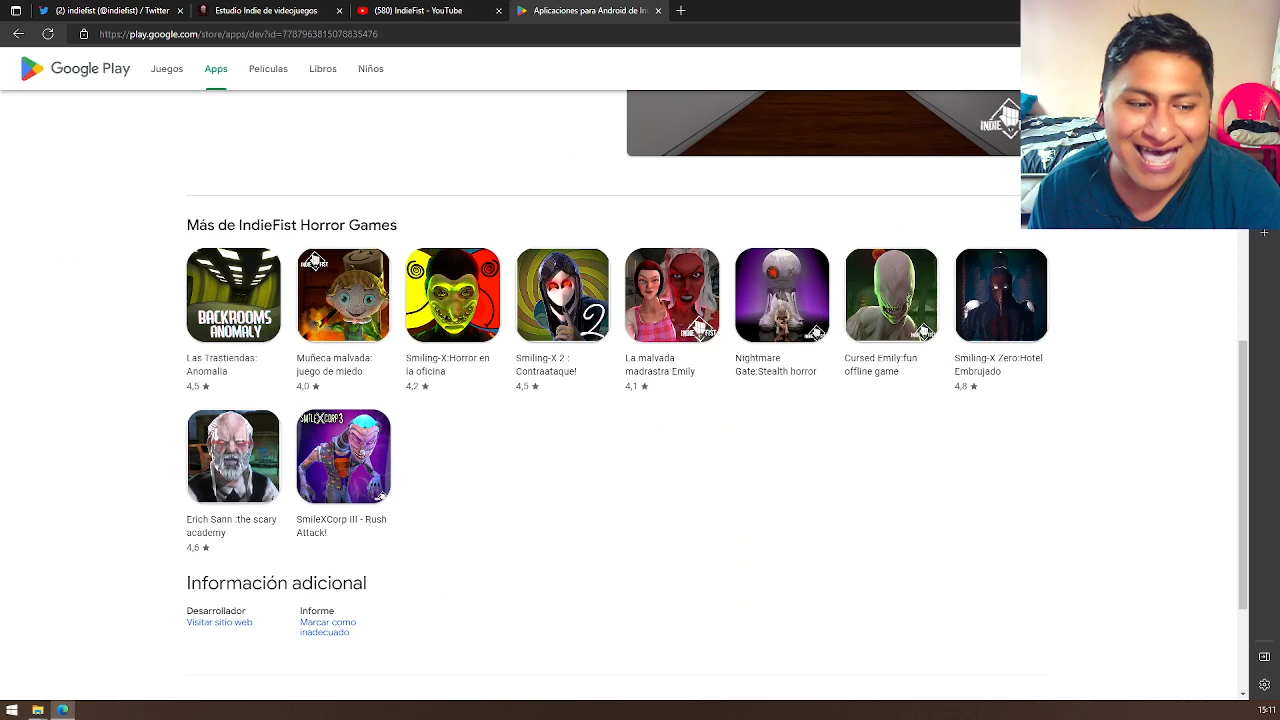 (2) indiefist (@indiefist) / Twitter
Estudio Indie de videojuegos
(580) IndieFist - YouTube
Aplicaciones para Android de In
https://play.google.com/store/apps/dev?id=7787963815078835476
Google Play
Juegos
Apps
Películas
Libros
Niños
INDIE
Más de IndieFist Horror Games
BACKROOMS
ANOMALY
2
SMILEXCORP 3
Las Trastiendas:
Anomalia
4,5 ★
Muñeca malvada:
juego de miedo
4,0 ★
Smiling-X:Horror en
la oficina
4,2 ★
Smiling-X 2 :
Contraataque!
4,5 ★
La malvada
madrastra Emily
4,1 ★
Nightmare
Gate:Stealth horror
Cursed Emily:fun
offline game
Smiling-X Zero:Hotel
Embrujado
4,8 ★
Erich Sann :the scary
academy
4,6 ★
SmileXCorp III - Rush
Attack!
Información adicional
Desarrollador
Visitar sitio web
Informe
Marcar como
inadecuado.
15:11